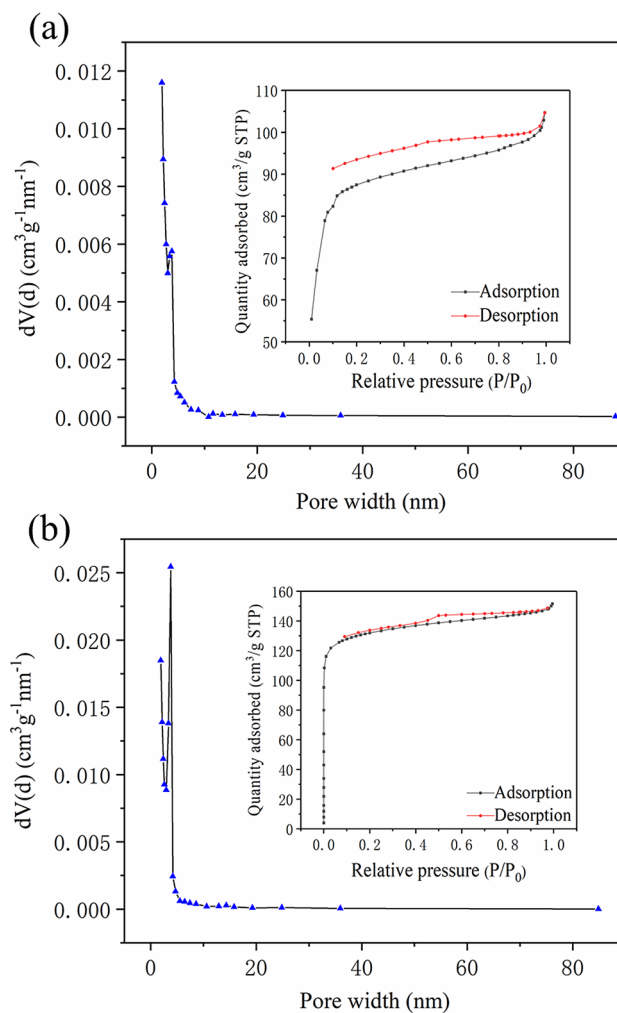 (a)
dV(d) (cm³g⁻¹nm⁻¹)
0.012
0.010
0.008
0.006
0.004
0.002
0.000
0 20 40 60 80
Pore width (nm)
Quantity adsorbed (cm³/g STP)
110
100
90
80
70
60
50
Adsorption
Desorption
0.0 0.2 0.4 0.6 0.8 1.0
Relative pressure (P/P₀)
(b)
dV(d) (cm³g⁻¹nm⁻¹)
0.025
0.020
0.015
0.010
0.005
0.000
0 20 40 60 80
Pore width (nm)
Quantity adsorbed (cm³/g STP)
160
140
120
100
80
60
40
20
0
Adsorption
Desorption
0.0 0.2 0.4 0.6 0.8 1.0
Relative pressure (P/P₀)